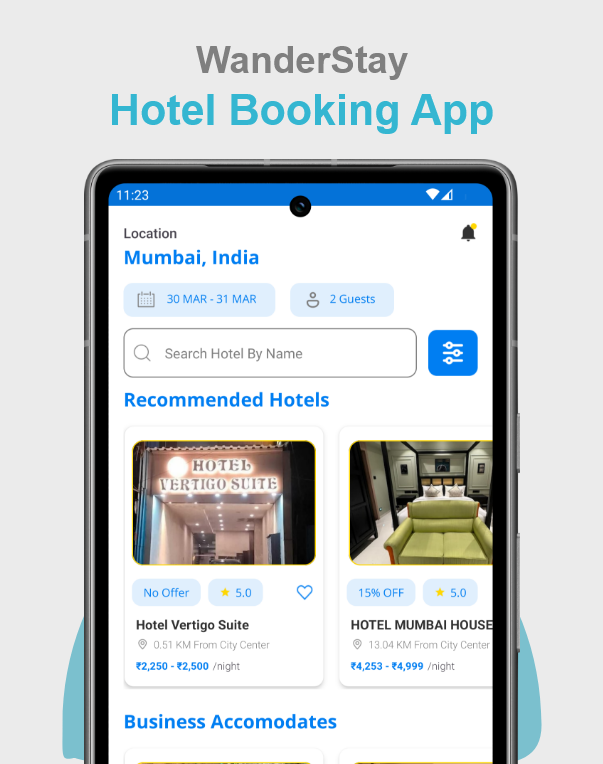 WanderStay
Hotel Booking App
11:23
Location
Mumbai, India
30 MAR - 31 MAR
2 Guests
Search Hotel By Name
Recommended Hotels
HOTEL
VERTIGO SUITE
No Offer
5.0
15% OFF
5.0
Hotel Vertigo Suite
HOTEL MUMBAI HOUSE
0.51 KM From City Center
13.04 KM From City Center
₹2,250 - ₹2,500 /night
₹4,253 - ₹4,999 /night
Business Accomodates